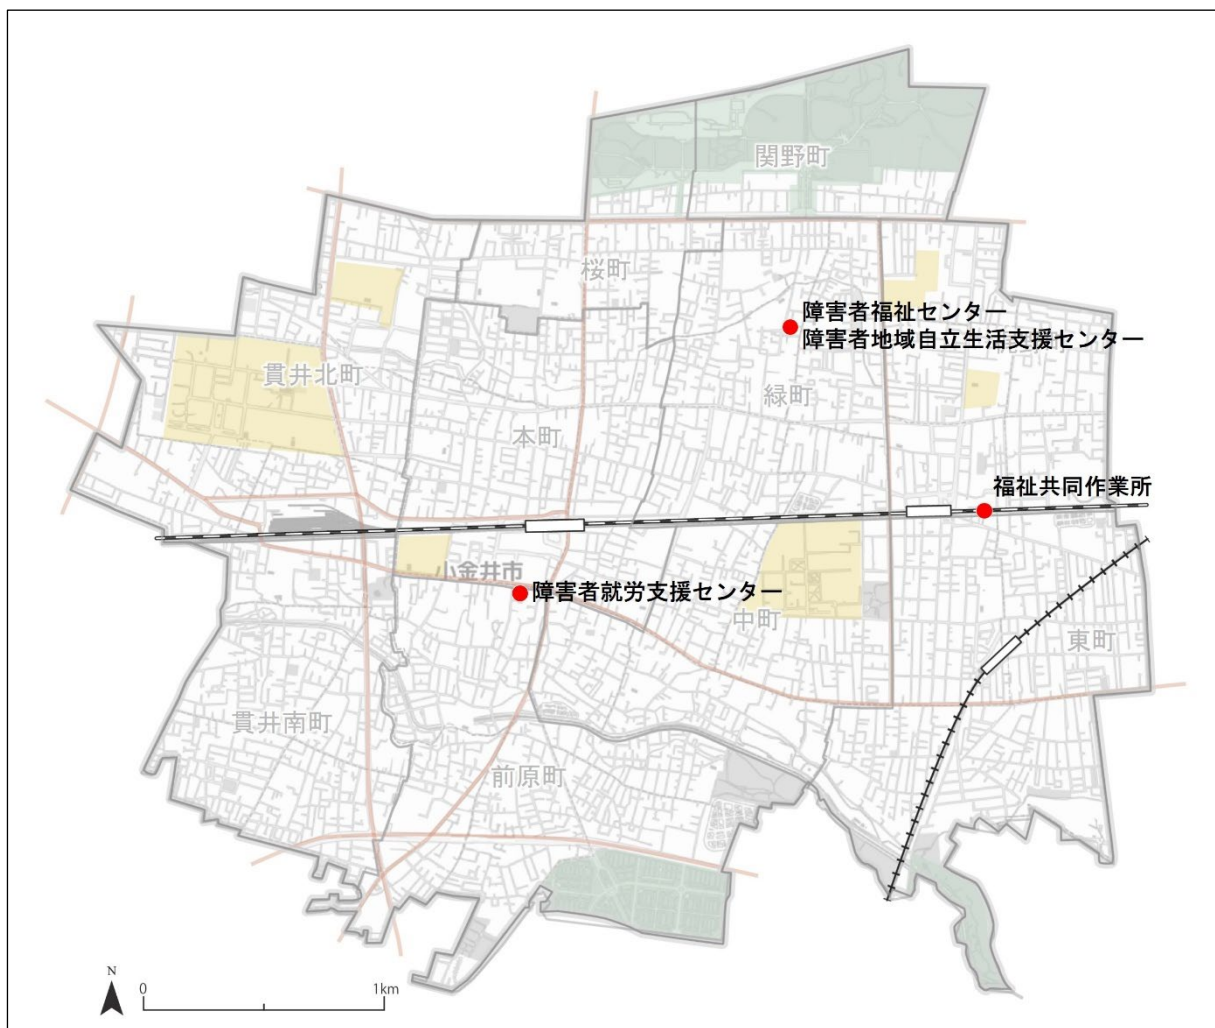 関野町
桜町
障害者福祉センター
障害者地域自立生活支援センター
貫井北町
緑町
本町
福祉共同作業所
小金井市
障害者就労支援センター
中町
東町
貫井南町
前原町
N
0
1km